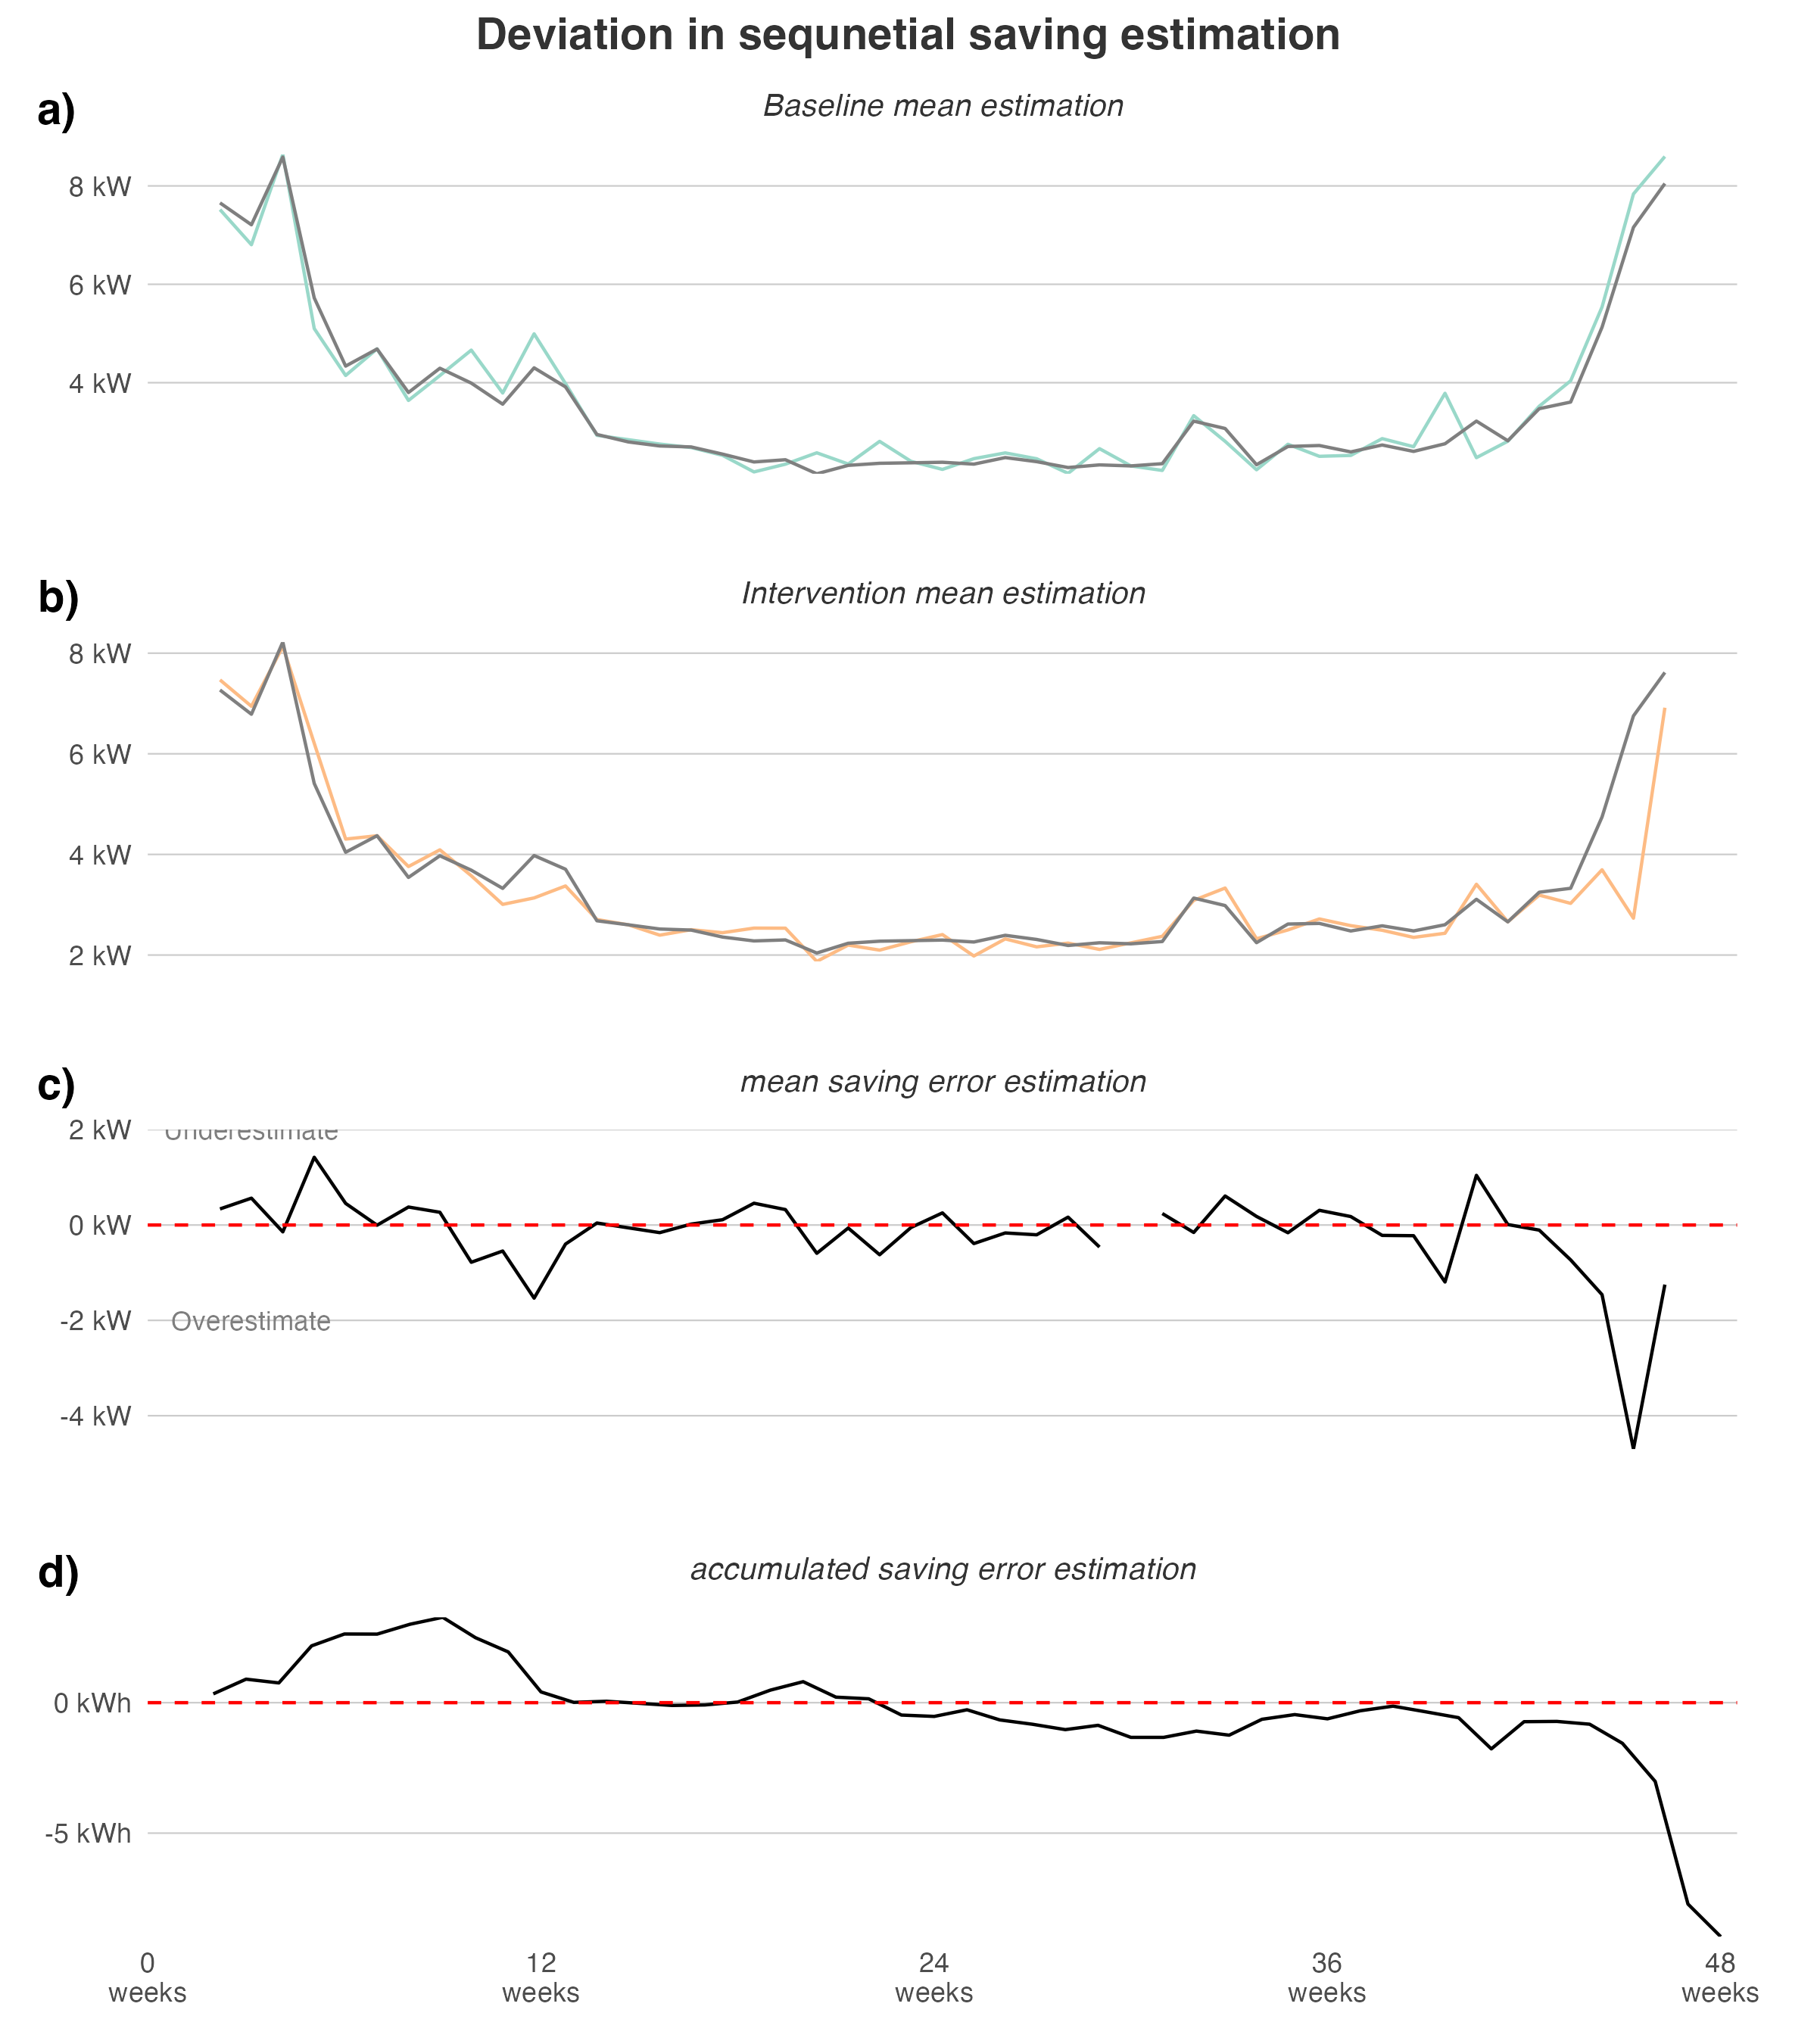 Deviation in sequnetial saving estimation
a)
Baseline mean estimation
8 kW
6 kW
4 kW
b)
Intervention mean estimation
8 kW
6 kW
4 kW
2 kW
c)
mean saving error estimation
2 kW
Underestimate
0 kW
-2 kW
Overestimate
-4 kW
d)
accumulated saving error estimation
0 kWh
-5 kWh
0
weeks
12
weeks
24
weeks
36
weeks
48
weeks